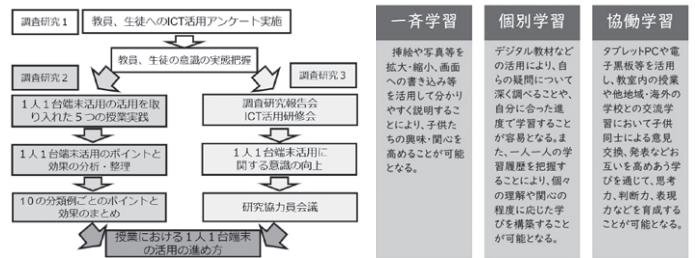 調査研究1
教員、生徒へのICT活用アンケート実施
教員、生徒の意識の実態把握
調査研究2
調査研究3
1人1台端末活用の活用を取
り入れた5つの授業実践
1人1台端末活用のポイントと
効果の分析・整理
10の分類例ごとのポイントと
効果のまとめ
調査研究報告会
ICT活用研修会
1人1台端末活用に
関する意識の向上
研究協力員会議
授業における1人1台端末
の活用の進め方
一斉学習
挿絵や写真等を
拡大・縮小、画面
への書き込み等
を活用して分かり
やすく説明するこ
とにより、子供た
ちの興味・関心を
高めることが可能
となる。
個別学習
デジタル教材など
の活用により、自
らの疑問について
深く調べることや、
自分に合った進
度で学習すること
が容易となる。ま
た、一人一人の学
習履歴を把握す
ることにより、個々
の理解や関心の
程度に応じた学
びを構築すること
が可能となる。
協働学習
タブレットPCや電
子黒板等を活用
し、教室内の授業
や他地域・海外の
学校との交流学
習において子供
同士による意見
交換、発表などお
互いを高めあう学
びを通じて、思考
力、判断力、表現
力などを育成する
ことが可能となる。